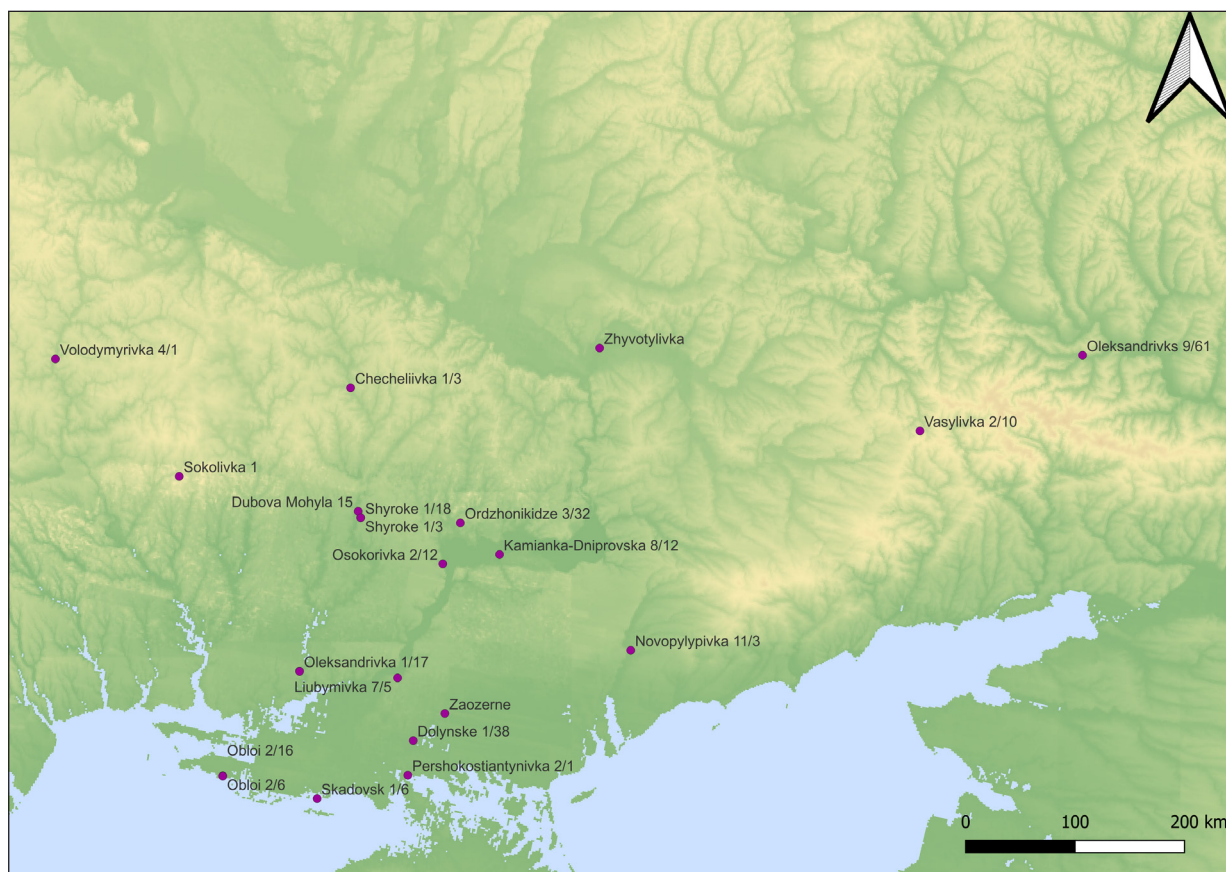 Zhyvotylivka
Volodymyrivka 4/1
Oleksandrivks 9/61
Checheliivka 1/3
Vasylivka 2/10
Sokolivka 1
Dubova Mohyla 15
Shyroke 1/18
Shyroke 1/3
Ordzhonikidze 3/32
Kamianka-Dniprovska 8/12
Osokorivka 2/12
Novopylypivka 11/3
Oleksandrivka 1/17
Liubymivka 7/5
Zaozerne
Dolynske 1/38
Obloi 2/16
Pershokostiantynivka 2/1
Obloi 2/6
Skadovsk 1/6
0 100 200 km